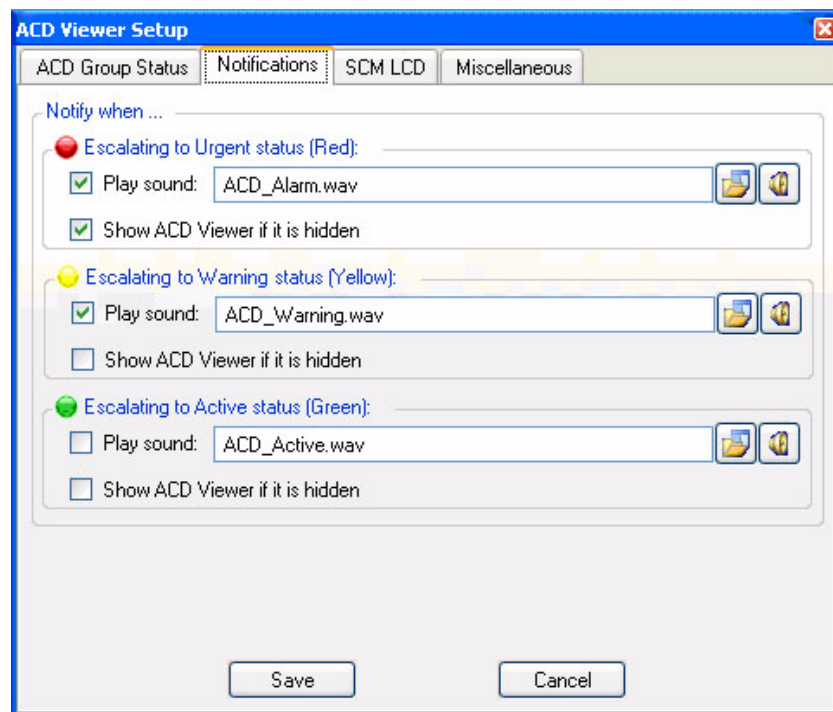 ACD Viewer Setup
ACD Group Status Notifications SCM LCD Miscellaneous
Notify when ...
Escalating to Urgent status (Red):
Play sound: ACD_Alarm.wav
Show ACD Viewer if it is hidden
Escalating to Warning status (Yellow):
Play sound: ACD_Warning.wav
Show ACD Viewer if it is hidden
Escalating to Active status (Green):
Play sound: ACD_Active.wav
Show ACD Viewer if it is hidden
Save Cancel